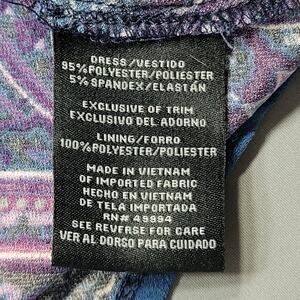 DRESS/VESTIDO
95%POLYESTER/POLIESTER
5% SPANDEX/ELASTÁN
EXCLUSIVE OF TRIM
EXCLUSIVO DEL ADORNO
LINING/FORRO
100%POLYESTER/POLIESTER
MADE IN VIETNAM
OF IMPORTED FABRIC
HECHO EN VIETNAM
DE TELA IMPORTADA
RN# 49994
SEE REVERSE FOR CARE
VER AL DORSO PARA CUIDADO